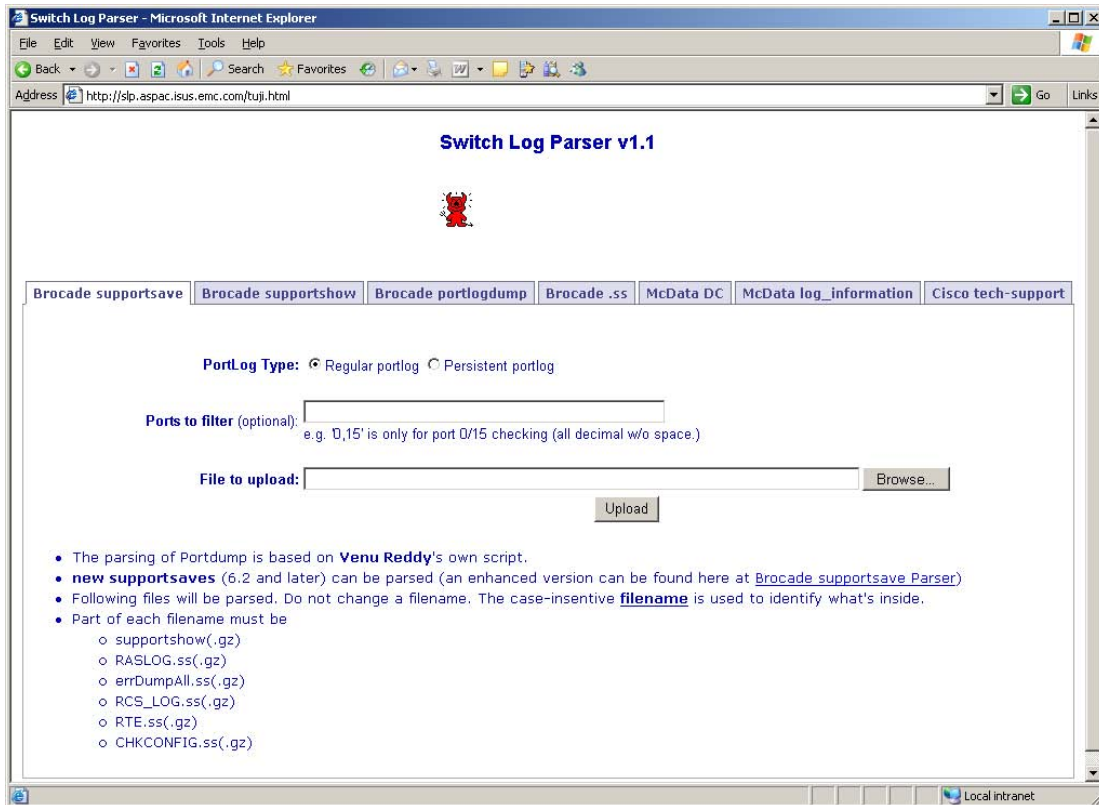 Switch Log Parser - Microsoft Internet Explorer
File Edit View Favorites Tools Help
Back Search Favorites
Address http://slp.aspac.isus.emc.com/tuji.html Go Links
Switch Log Parser v1.1
Brocade supportsave Brocade supportshow Brocade portlogdump Brocade .ss McData DC McData log_information Cisco tech-support
PortLog Type: Regular portlog Persistent portlog
Ports to filter (optional):
e.g. '0,15' is only for port 0/15 checking (all decimal w/o space.)
File to upload: Browse...
Upload
• The parsing of Portdump is based on Venu Reddy's own script.
• new supportsaves (6.2 and later) can be parsed (an enhanced version can be found here at Brocade supportsave Parser)
• Following files will be parsed. Do not change a filename. The case-insentive filename is used to identify what's inside.
• Part of each filename must be
o supportshow(.gz)
o RASLOG.ss(.gz)
o errDumpAll.ss(.gz)
o RCS_LOG.ss(.gz)
o RTE.ss(.gz)
o CHKCONFIG.ss(.gz)
Local intranet